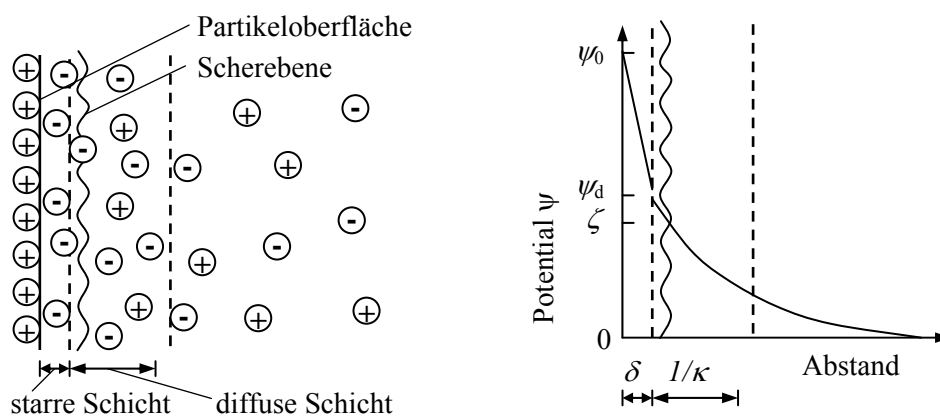 Partikeloberfläche
Scherebene
starre Schicht
diffuse Schicht
Potential ψ
ψ0
ψd
ζ
0
δ
1/κ
Abstand